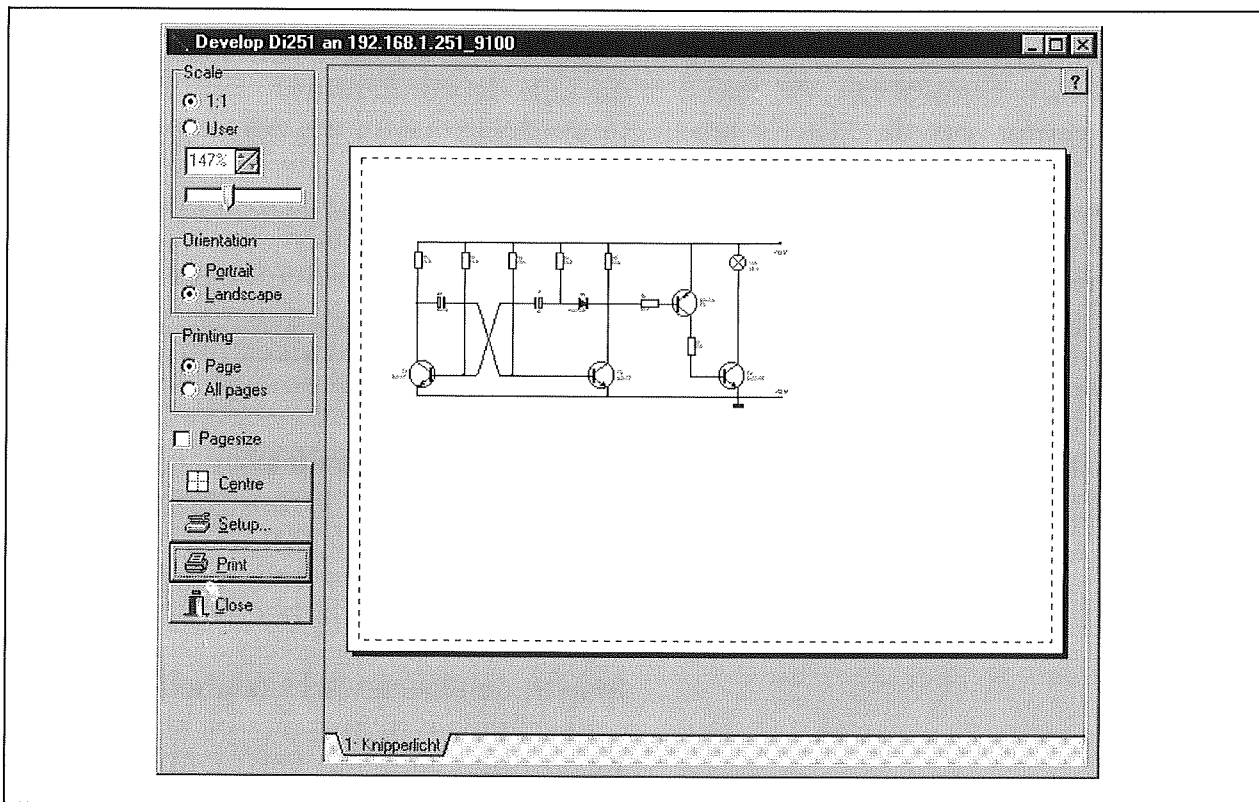 Develop Di251 an 192.168.1.251_9100
?
Scale
1:1
User
147%
Orientation
Portrait
Landscape
Printing
Page
All pages
Pagesize
Centre
Setup...
Print
Close
1: Knipperlicht